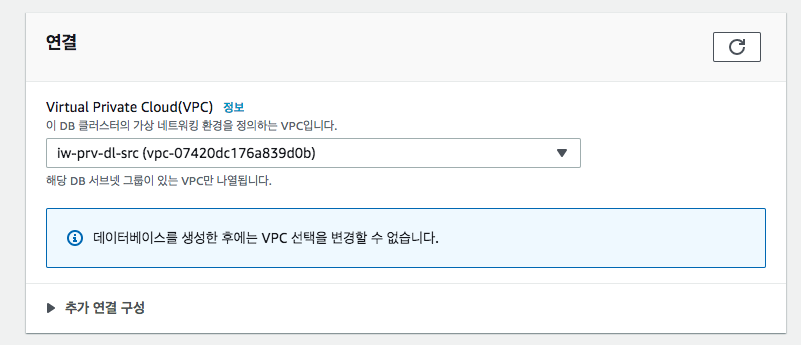 연결
Virtual Private Cloud(VPC) 정보
이 DB 클러스터의 가상 네트워킹 환경을 정의하는 VPC입니다.
iw-prv-dl-src (vpc-07420dc176a839d0b)
해당 DB 서브넷 그룹이 있는 VPC만 나열됩니다.
데이터베이스를 생성한 후에는 VPC 선택을 변경할 수 없습니다.
추가 연결 구성